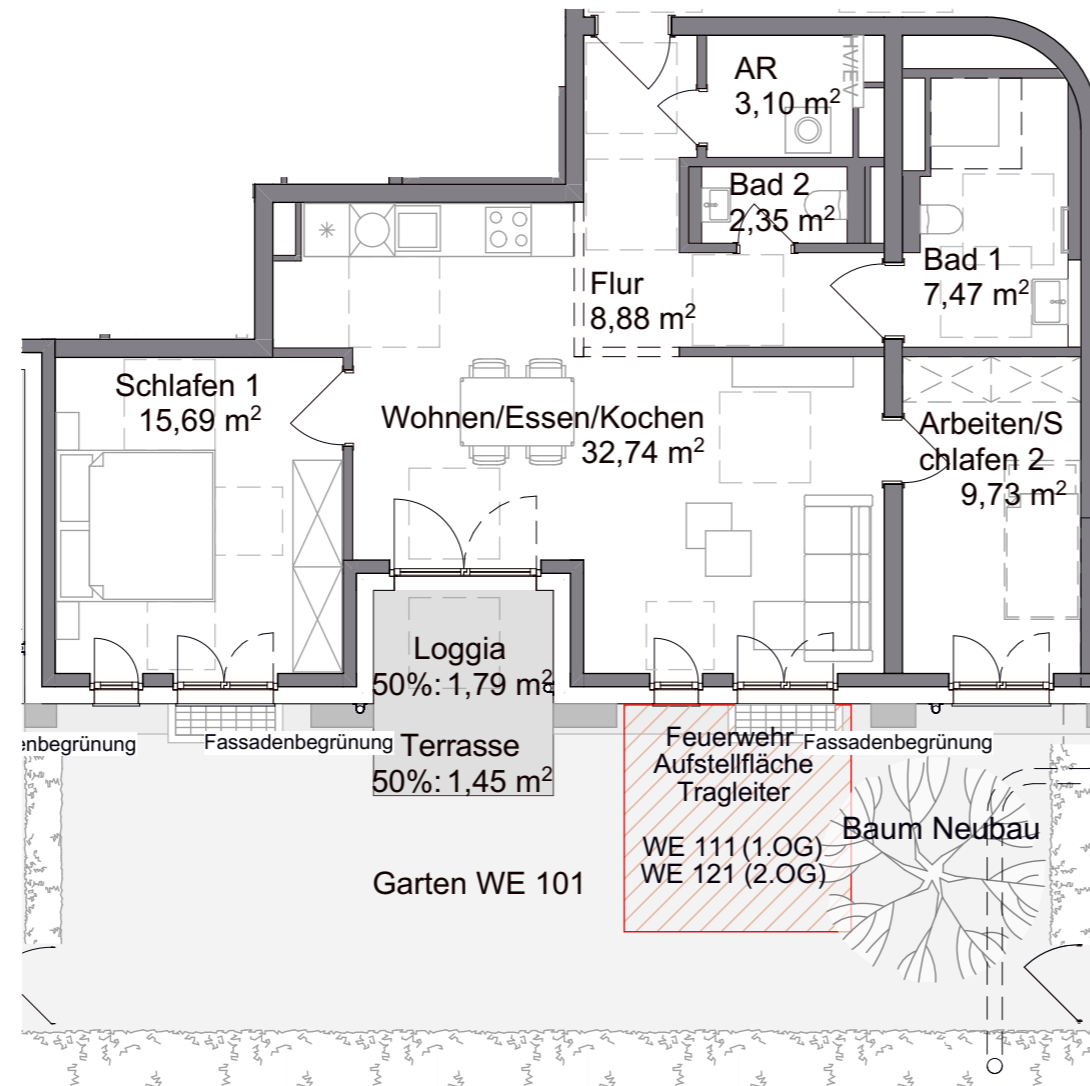 AR
3,10 m²
HV/EV
Bad 2
2,35 m²
Bad 1
7,47 m²
Flur
8,88 m²
Schlafen 1
15,69 m²
Wohnen/Essen/Kochen
32,74 m²
Arbeiten/S
chlafen 2
9,73 m²
Loggia
50%: 1,79 m²
Terrasse
50%: 1,45 m²
enbegrünung
Fassadenbegrünung
Feuerwehr
Aufstellfläche
Tragleiter
WE 111 (1.OG)
WE 121 (2.OG)
Fassadenbegrünung
Baum Neubau
Garten WE 101